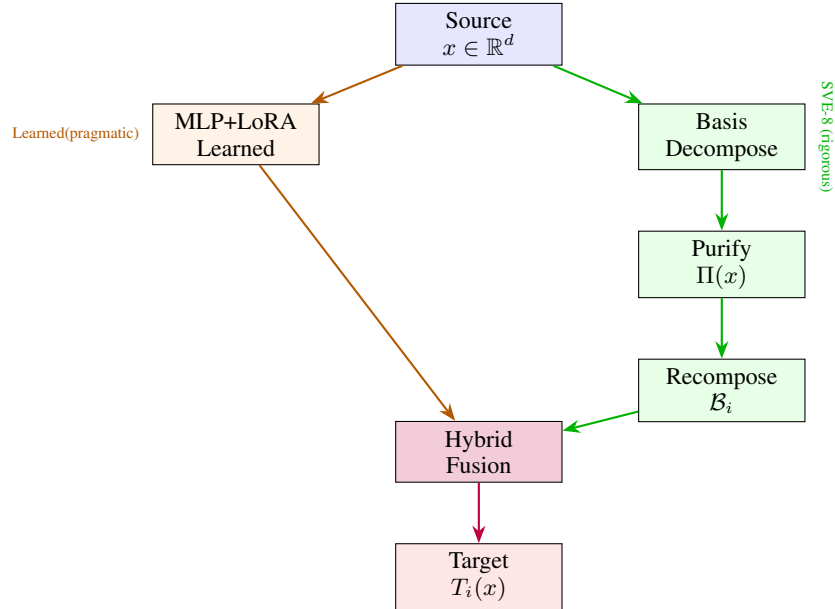 Source
x ∈ ℝ^d
MLP+LoRA
Learned
Learned(pragmatic)
Basis
Decompose
SVE-8 (rigorous)
Purify
Π(x)
Recompose
ℬ_i
Hybrid
Fusion
Target
T_i(x)